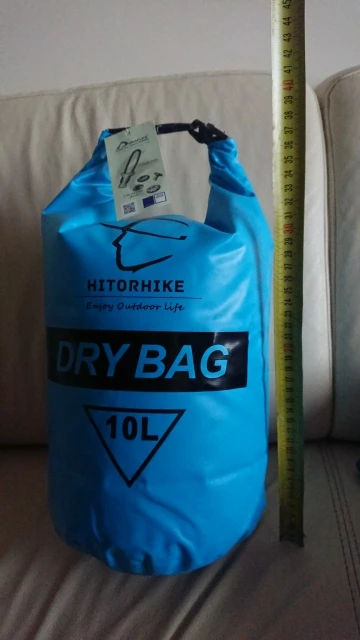 HITORHIKE
Enjoy Outdoor life
DRY BAG
10L